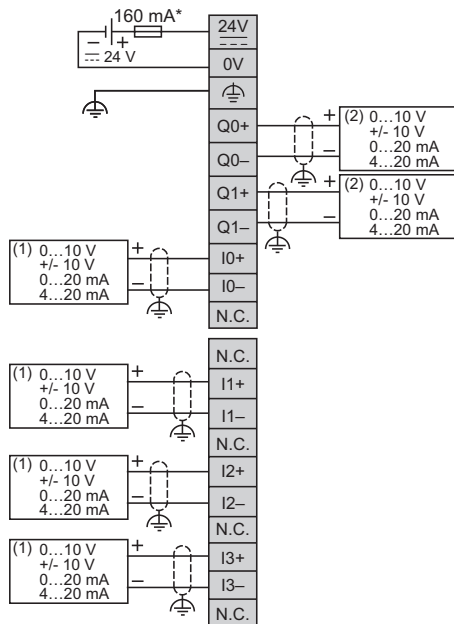 160 mA*
24V
− +
⎓ 24 V
0V
Q0+
+ (2) 0...10 V
+/- 10 V
0...20 mA
− 4...20 mA
Q0–
Q1+
+ (2) 0...10 V
+/- 10 V
0...20 mA
− 4...20 mA
Q1–
(1) 0...10 V +
+/- 10 V
0...20 mA −
4...20 mA
I0+
I0–
N.C.
N.C.
(1) 0...10 V +
+/- 10 V
0...20 mA −
4...20 mA
I1+
I1–
N.C.
(1) 0...10 V +
+/- 10 V
0...20 mA −
4...20 mA
I2+
I2–
N.C.
(1) 0...10 V +
+/- 10 V
0...20 mA −
4...20 mA
I3+
I3–
N.C.